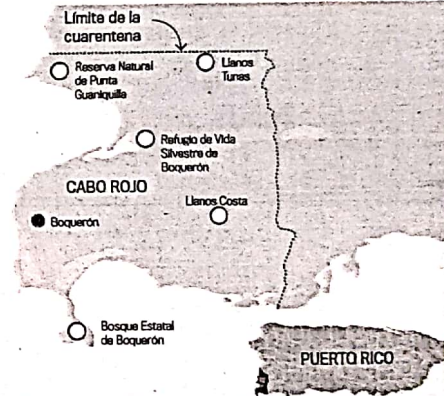 Límite de la
cuarentena
Reserva Natural
de Punta
Guaniquilla
Llanos
Tunas
Refugio de Vida
Silvestre de
Boquerón
CABO ROJO
Llanos Costa
Boquerón
Bosque Estatal
de Boquerón
PUERTO RICO